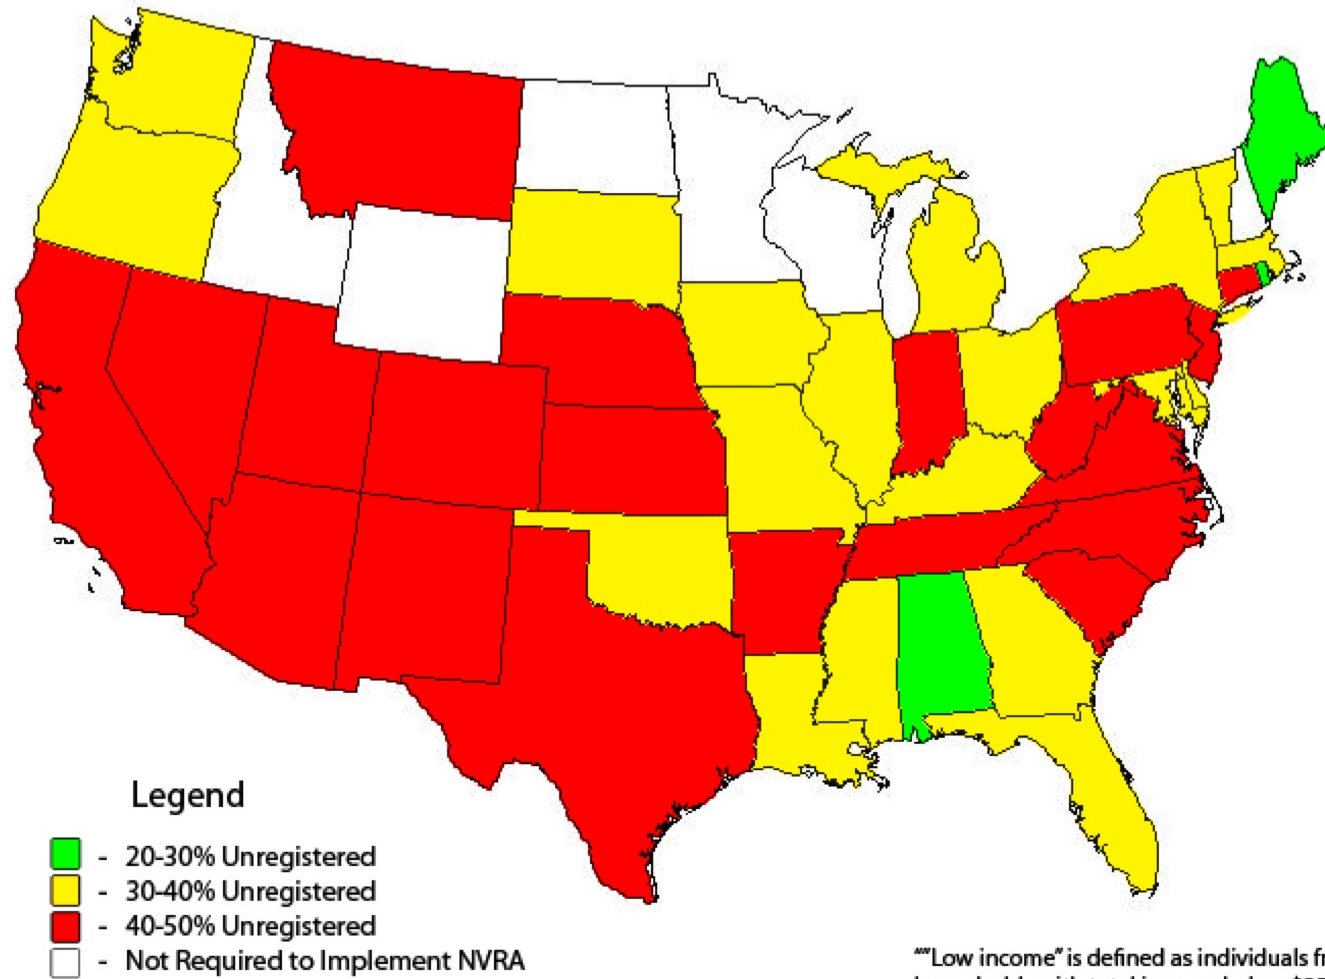 Legend
- 20-30% Unregistered
- 30-40% Unregistered
- 40-50% Unregistered
- Not Required to Implement NVRA
""Low income" is defined as individuals